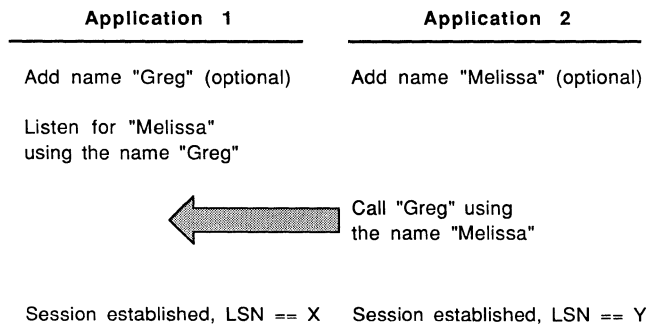 Application 1 Application 2
Add name "Greg" (optional) Add name "Melissa" (optional)
Listen for "Melissa"
using the name "Greg"
Call "Greg" using
the name "Melissa"
Session established, LSN == X Session established, LSN == Y